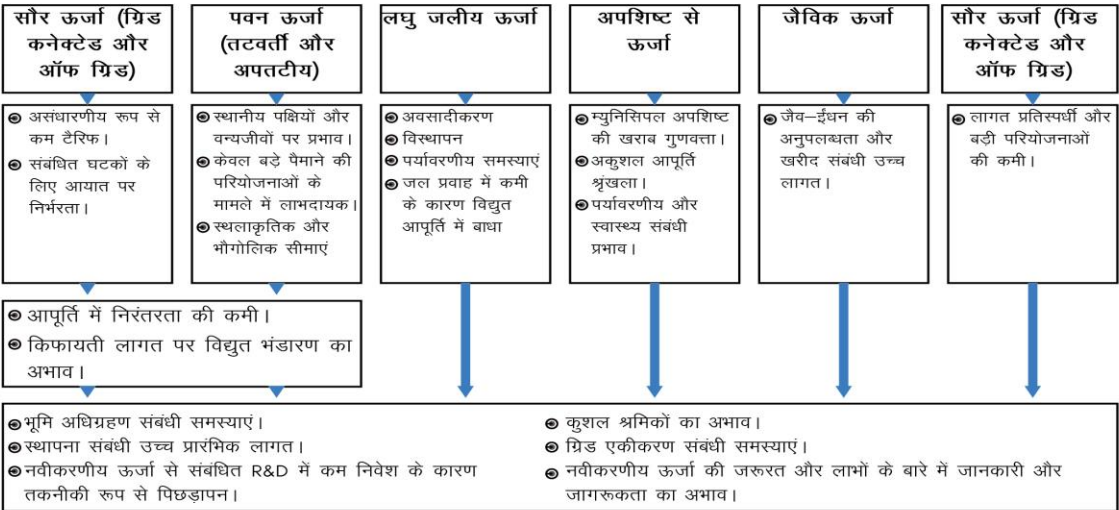 सौर ऊर्जा (ग्रिड
कनेक्टेड और
ऑफ ग्रिड)
पवन ऊर्जा
(तटवर्ती और
अपतटीय)
लघु जलीय ऊर्जा
अपशिष्ट से
ऊर्जा
जैविक ऊर्जा
सौर ऊर्जा (ग्रिड
कनेक्टेड और
ऑफ ग्रिड)
असंधारणीय रूप से
कम टैरिफ।
संबंधित घटकों के
लिए आयात पर
निर्भरता।
स्थानीय पक्षियों और
वन्यजीवों पर प्रभाव।
केवल बड़े पैमाने की
परियोजनाओं के
मामले में लाभदायक।
स्थलाकृतिक और
भौगोलिक सीमाएं
अवसादीकरण
विस्थापन
पर्यावरणीय समस्याएं
जल प्रवाह में कमी
के कारण विद्युत
आपूर्ति में बाधा
म्युनिसिपल अपशिष्ट
की खराब गुणवत्ता।
अकुशल आपूर्ति
श्रृंखला।
पर्यावरणीय और
स्वास्थ्य संबंधी
प्रभाव।
जैव–ईंधन की
अनुपलब्धता और
खरीद संबंधी उच्च
लागत।
लागत प्रतिस्पर्धी और
बड़ी परियोजनाओं
की कमी।
आपूर्ति में निरंतरता की कमी।
किफायती लागत पर विद्युत भंडारण का
अभाव।
भूमि अधिग्रहण संबंधी समस्याएं।
स्थापना संबंधी उच्च प्रारंभिक लागत।
नवीकरणीय ऊर्जा से संबंधित R&D में कम निवेश के कारण
तकनीकी रूप से पिछड़ापन।
कुशल श्रमिकों का अभाव।
ग्रिड एकीकरण संबंधी समस्याएं।
नवीकरणीय ऊर्जा की जरूरत और लाभों के बारे में जानकारी और
जागरूकता का अभाव।